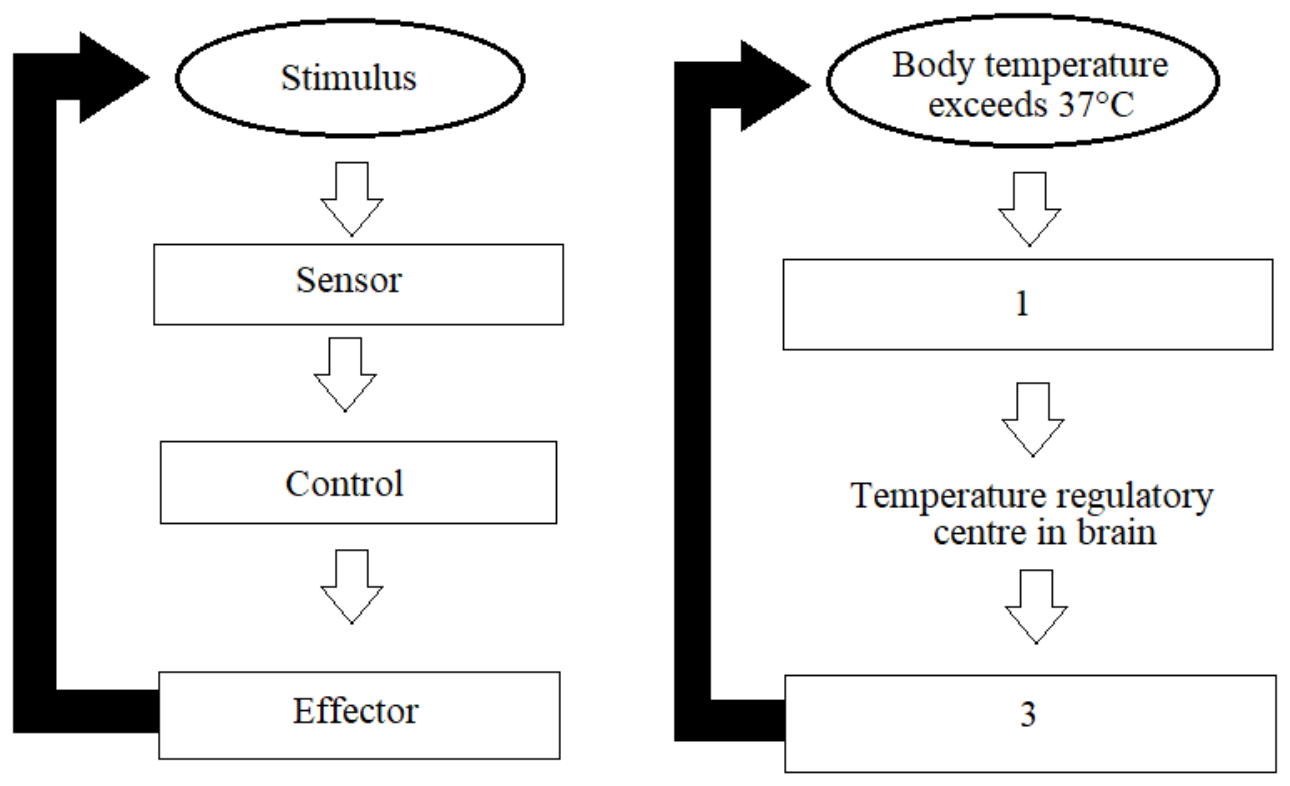 Stimulus
Sensor
Control
Effector
Body temperature
exceeds 37°C
1
Temperature regulatory
centre in brain
3